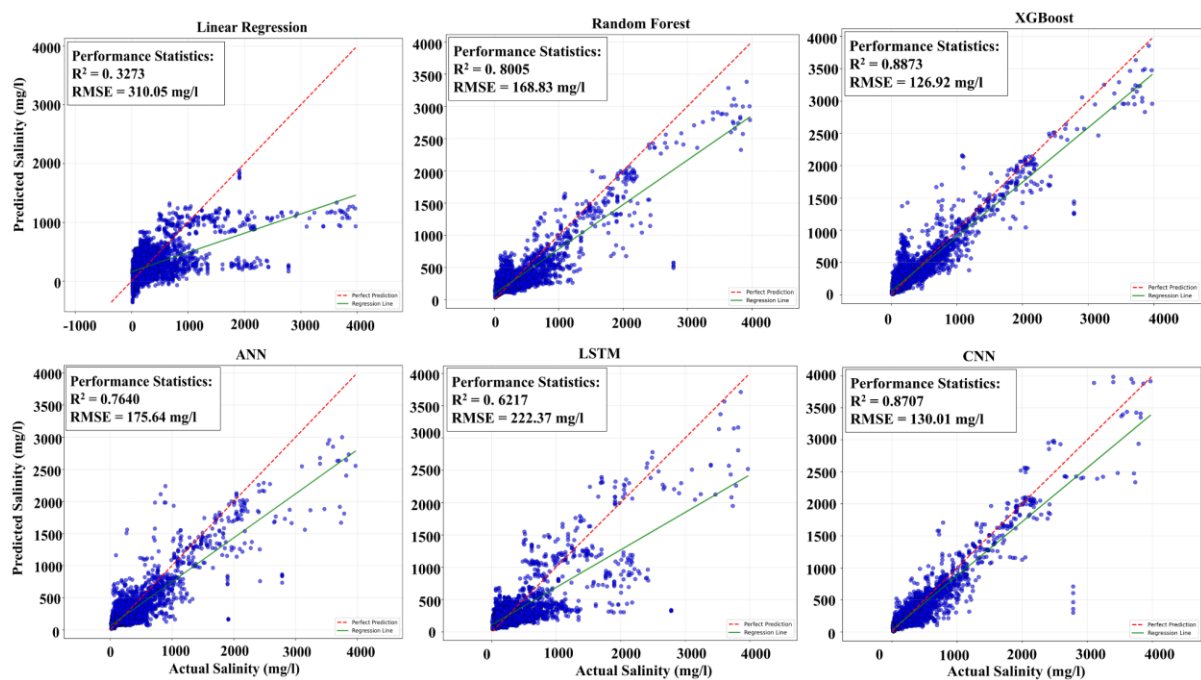 Linear Regression
Performance Statistics:
R² = 0. 3273
RMSE = 310.05 mg/l
Predicted Salinity (mg/l)
4000
3000
2000
1000
0
-1000
0
1000
2000
3000
4000
Perfect Prediction
Regression Line
Random Forest
Performance Statistics:
R² = 0. 8005
RMSE = 168.83 mg/l
4000
3500
3000
2500
2000
1500
1000
500
0
0
1000
2000
3000
4000
Perfect Prediction
Regression Line
XGBoost
Performance Statistics:
R² = 0.8873
RMSE = 126.92 mg/l
4000
3500
3000
2500
2000
1500
1000
500
0
0
1000
2000
3000
4000
Perfect Prediction
Regression Line
ANN
Performance Statistics:
R² = 0.7640
RMSE = 175.64 mg/l
Predicted Salinity (mg/l)
4000
3500
3000
2500
2000
1500
1000
500
0
0
1000
2000
3000
4000
Actual Salinity (mg/l)
Perfect Prediction
Regression Line
LSTM
Performance Statistics:
R² = 0. 6217
RMSE = 222.37 mg/l
4000
3500
3000
2500
2000
1500
1000
500
0
0
1000
2000
3000
4000
Actual Salinity (mg/l)
Perfect Prediction
Regression Line
CNN
Performance Statistics:
R² = 0.8707
RMSE = 130.01 mg/l
4000
3500
3000
2500
2000
1500
1000
500
0
0
1000
2000
3000
4000
Actual Salinity (mg/l)
Perfect Prediction
Regression Line